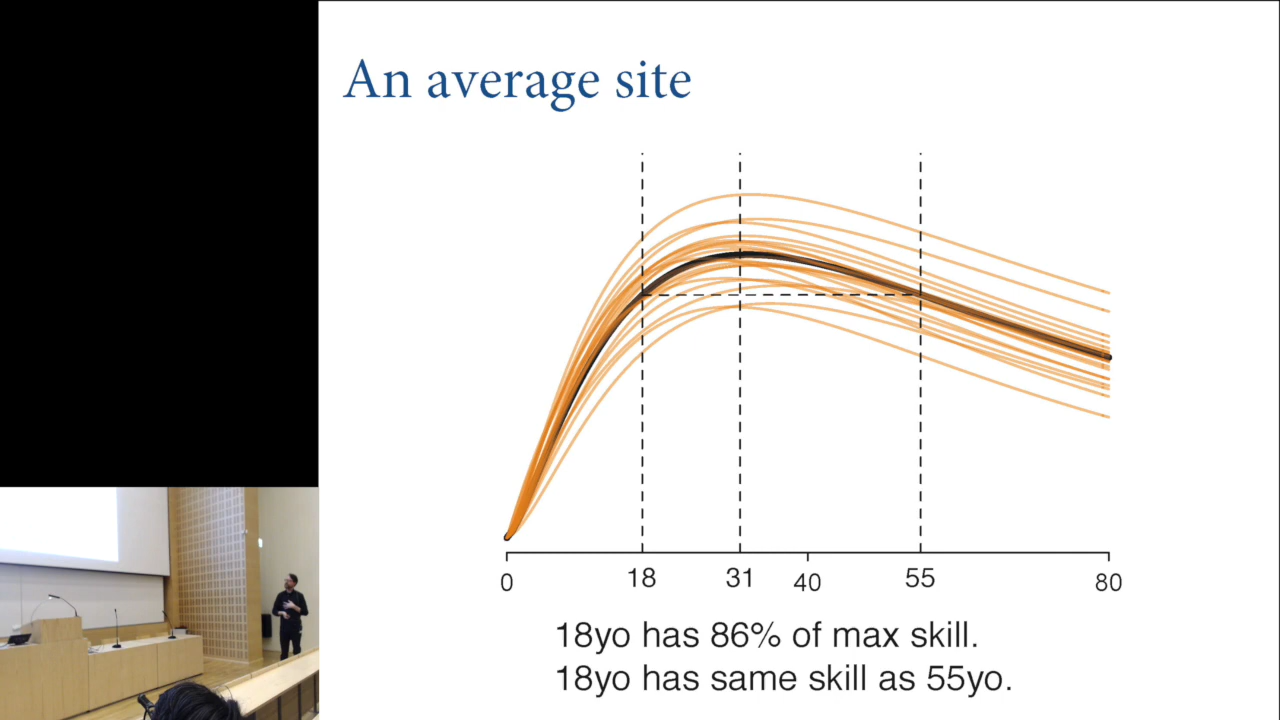 An average site
0 18 31 40 55 80
18yo has 86% of max skill.
18yo has same skill as 55yo.